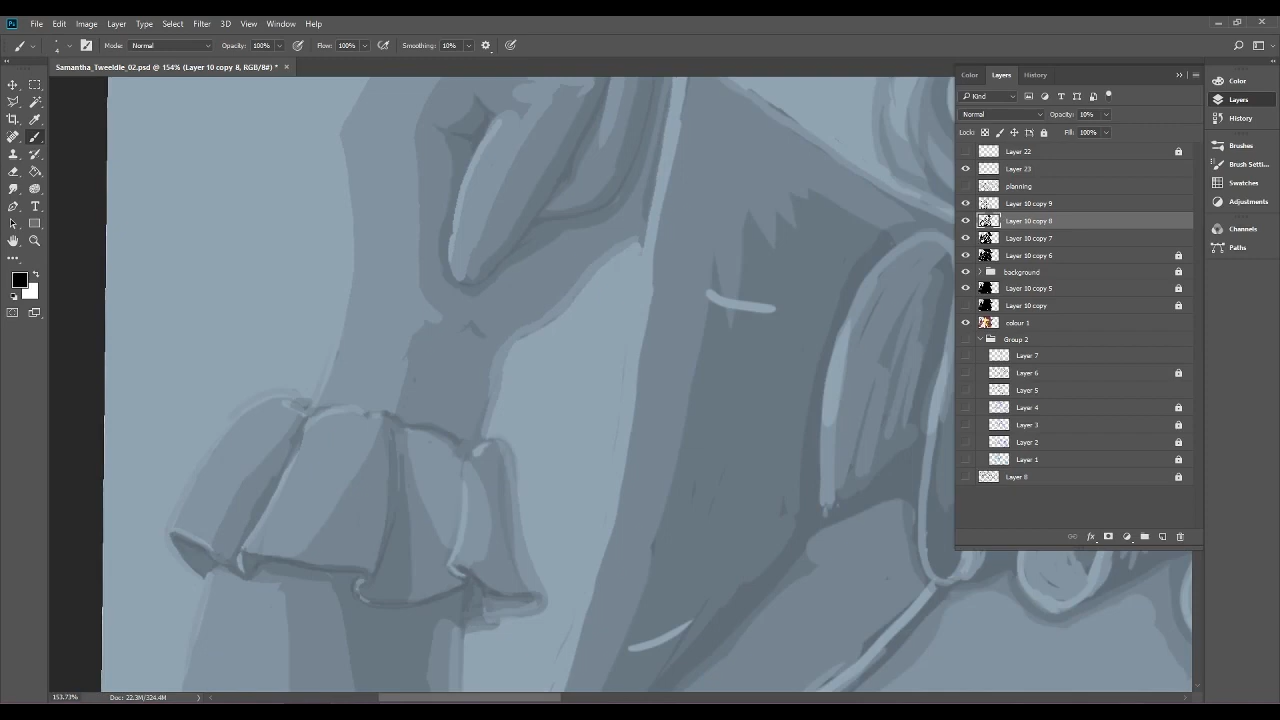 Ps File Edit Image Layer Type Select Filter 3D View Window Help
4 Mode: Normal Opacity: 100% Flow: 100% Smoothing: 10%
Samantha_Tweeldle_02.psd @ 154% (Layer 10 copy 8, RGB/8#) *
Color Layers History
Kind
Normal Opacity: 10%
Lock: Fill: 100%
Layer 22
Layer 23
planning
Layer 10 copy 9
Layer 10 copy 8
Layer 10 copy 7
Layer 10 copy 6
background
Layer 10 copy 5
Layer 10 copy
colour 1
Group 2
Layer 7
Layer 6
Layer 5
Layer 4
Layer 3
Layer 2
Layer 1
Layer 8
fx
Color
Layers
History
Brushes
Brush Setti...
Swatches
Adjustments
Channels
Paths
153.73% Doc: 22.3M/324.4M